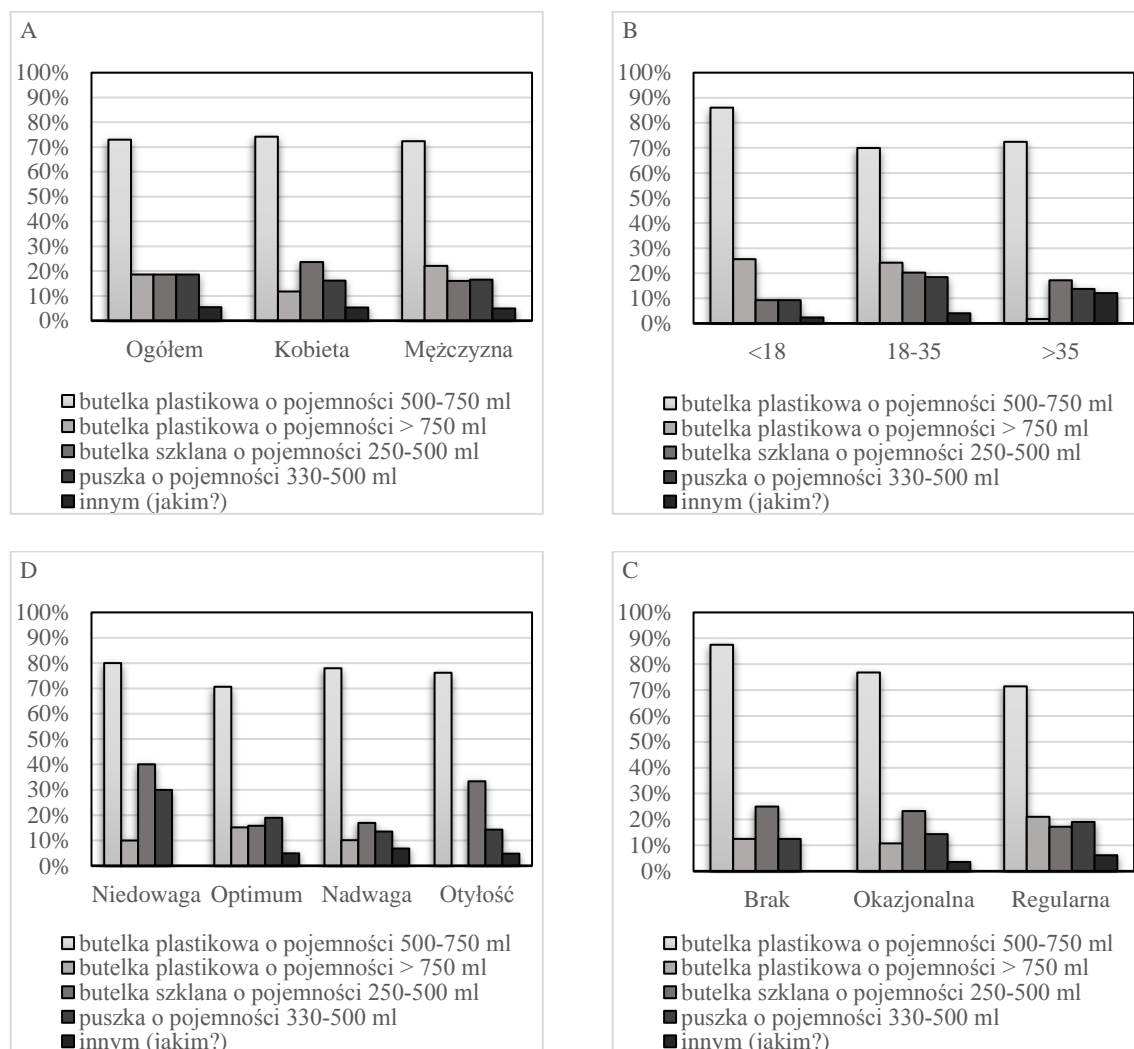 A
100%
90%
80%
70%
60%
50%
40%
30%
20%
10%
0%
Ogółem Kobieta Mężczyzna
butelka plastikowa o pojemności 500-750 ml
butelka plastikowa o pojemności > 750 ml
butelka szklana o pojemności 250-500 ml
puszka o pojemności 330-500 ml
innym (jakim?)
B
100%
90%
80%
70%
60%
50%
40%
30%
20%
10%
0%
<18 18-35 >35
butelka plastikowa o pojemności 500-750 ml
butelka plastikowa o pojemności > 750 ml
butelka szklana o pojemności 250-500 ml
puszka o pojemności 330-500 ml
innym (jakim?)
D
100%
90%
80%
70%
60%
50%
40%
30%
20%
10%
0%
Niedowaga Optimum Nadwaga Otyłość
butelka plastikowa o pojemności 500-750 ml
butelka plastikowa o pojemności > 750 ml
butelka szklana o pojemności 250-500 ml
puszka o pojemności 330-500 ml
innym (jakim?)
C
100%
90%
80%
70%
60%
50%
40%
30%
20%
10%
0%
Brak Okazjonalna Regularna
butelka plastikowa o pojemności 500-750 ml
butelka plastikowa o pojemności > 750 ml
butelka szklana o pojemności 250-500 ml
puszka o pojemności 330-500 ml
innym (jakim?)